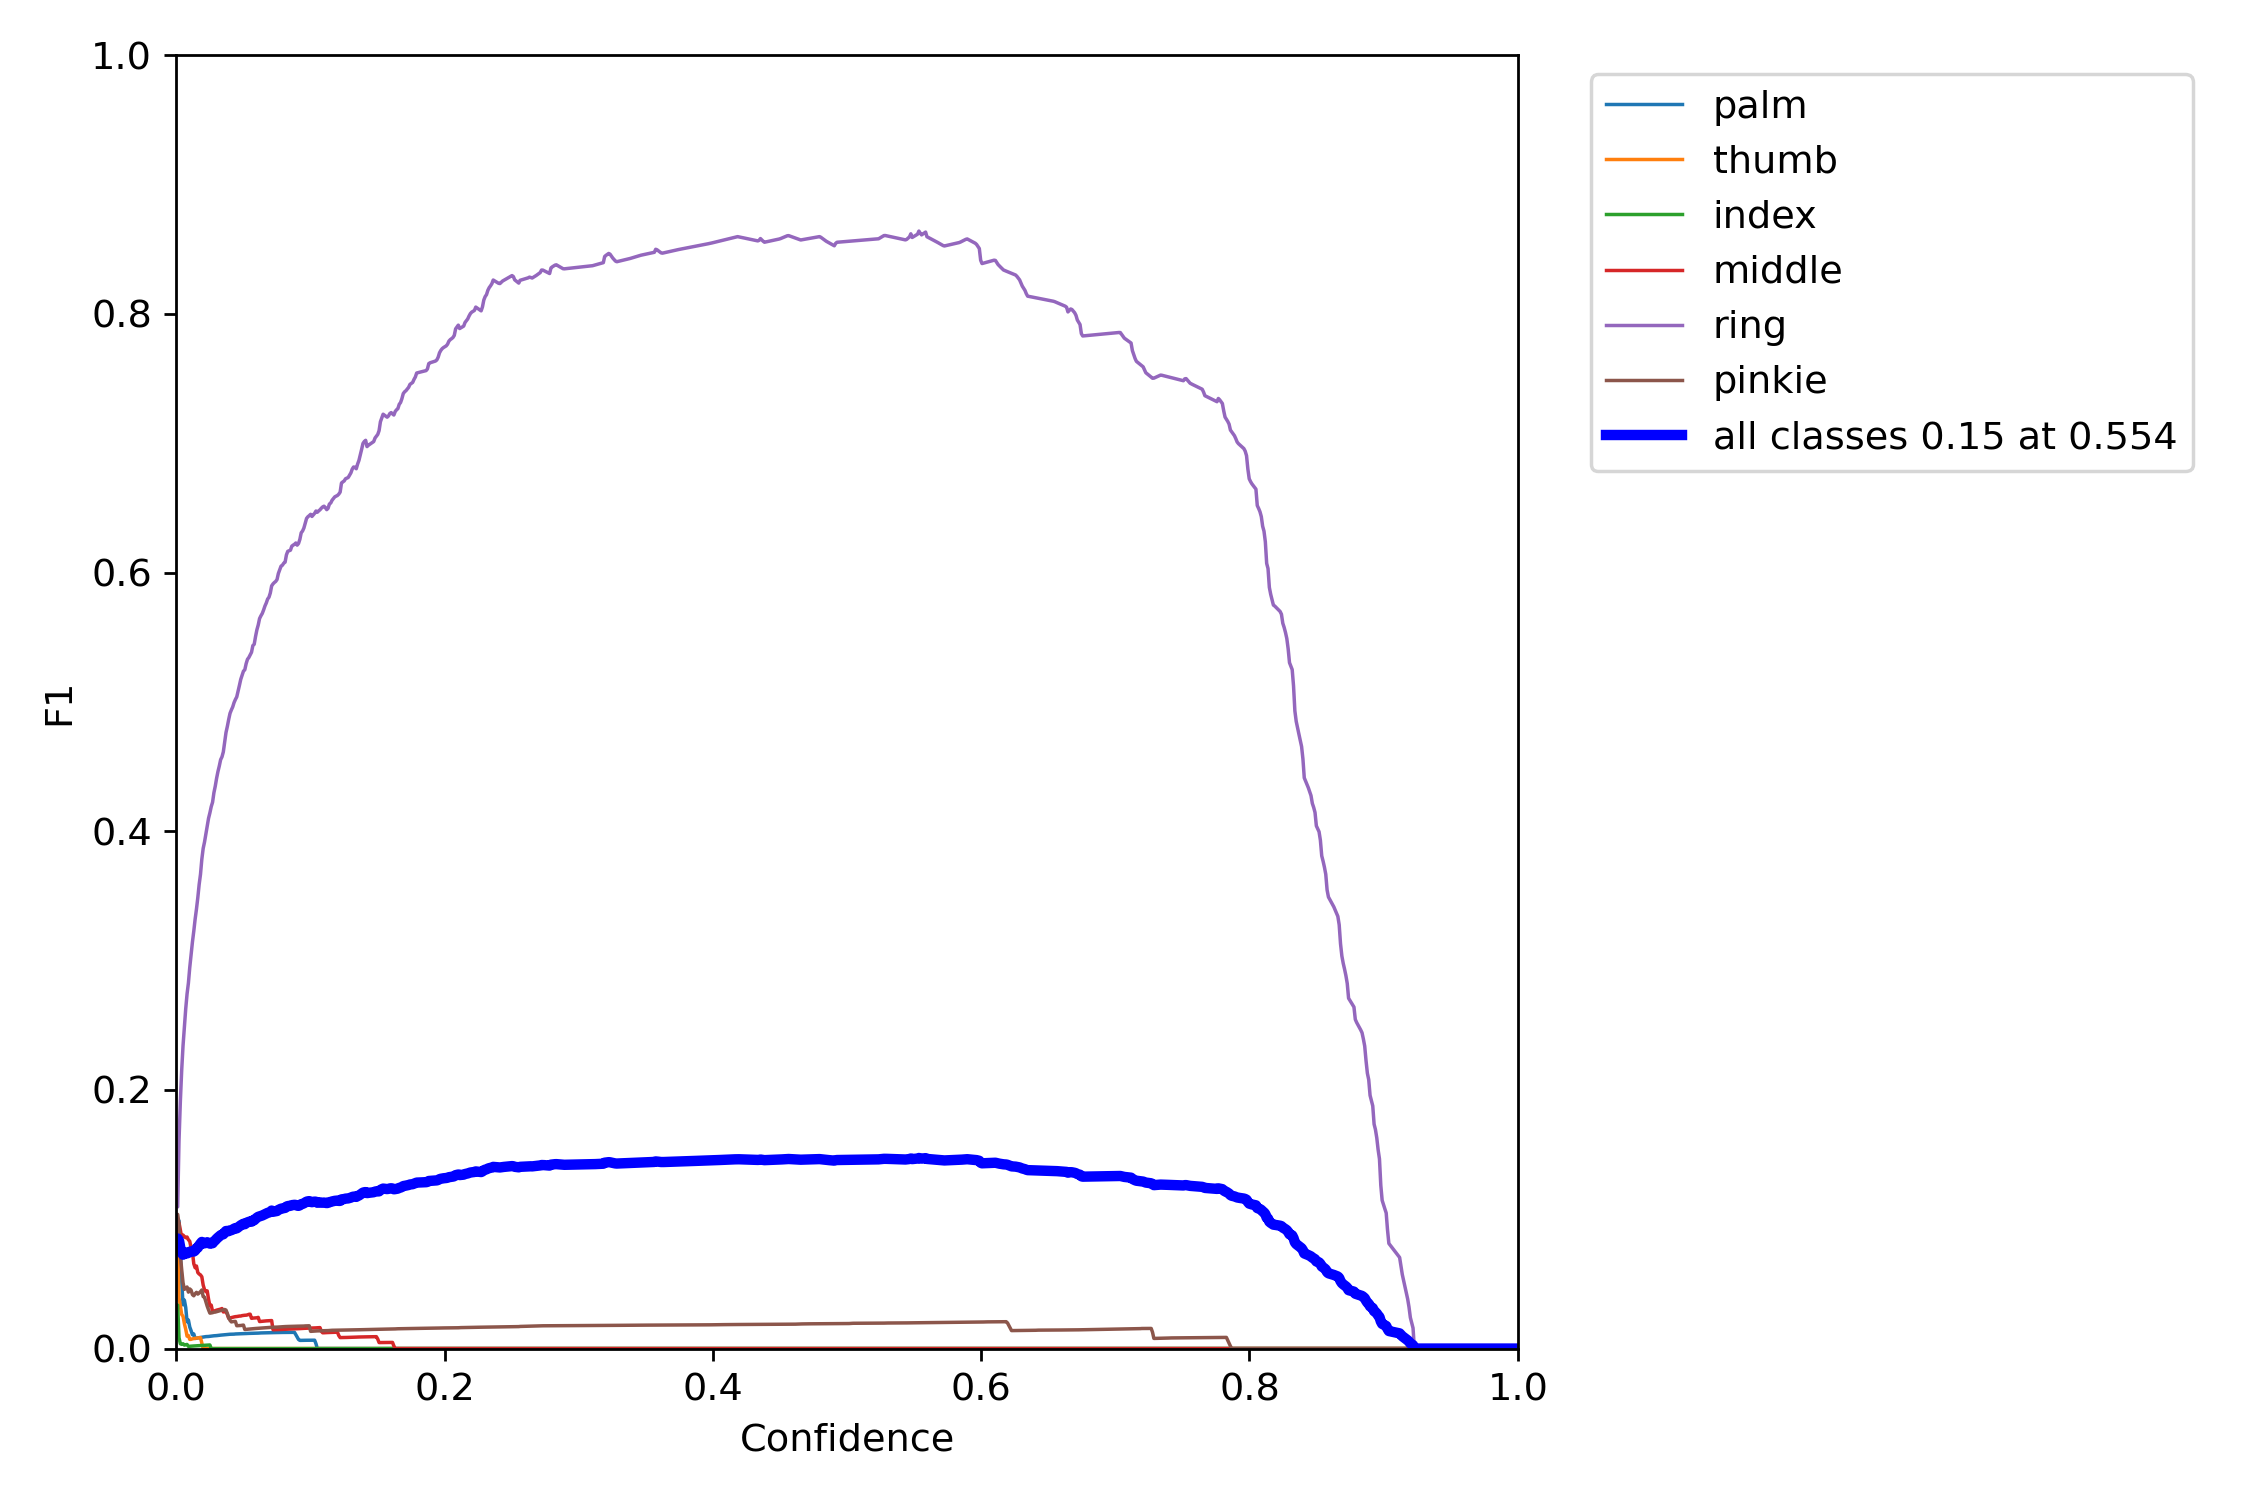 1.0
0.8
0.6
0.4
0.2
0.0
F1
0.0 0.2 0.4 0.6 0.8 1.0
Confidence
palm
thumb
index
middle
ring
pinkie
all classes 0.15 at 0.554